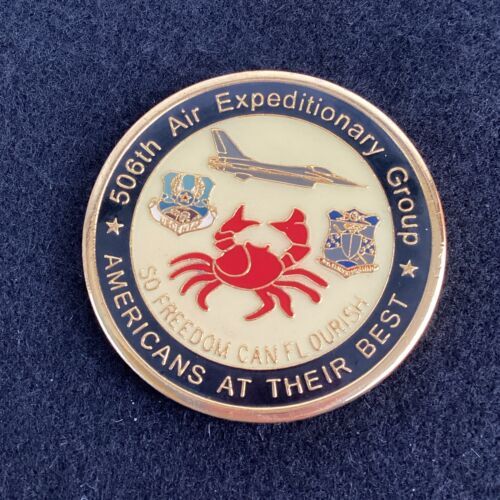 506th Air Expeditionary Group
SO FREEDOM CAN FLOURISH
★ AMERICANS AT THEIR BEST ★